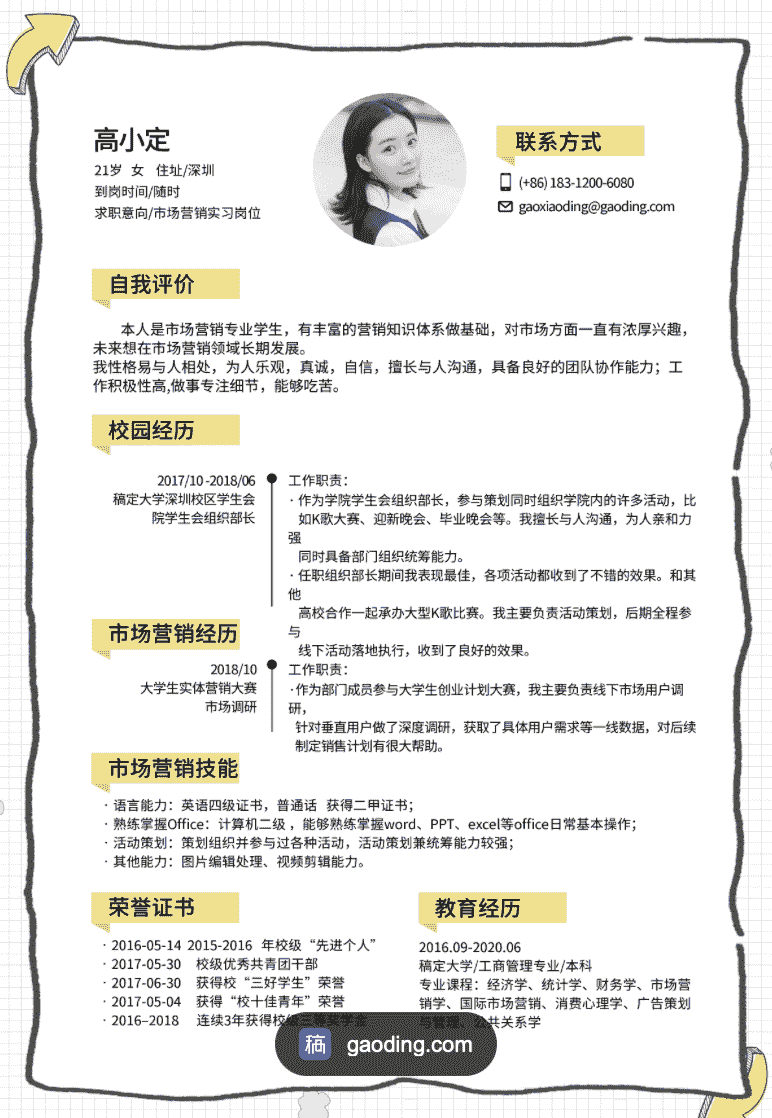 高小定
21岁 女 住址/深圳
到岗时间/随时
求职意向/市场营销实习岗位
联系方式
(+86) 183-1200-6080
gaoxiaoding@gaoding.com
自我评价
本人是市场营销专业学生，有丰富的营销知识体系做基础，对市场方面一直有浓厚兴趣，
未来想在市场营销领域长期发展。
我性格易与人相处，为人乐观，真诚，自信，擅长与人沟通，具备良好的团队协作能力；工
作积极性高,做事专注细节，能够吃苦。
校园经历
2017/10 -2018/06
稿定大学深圳校区学生会
院学生会组织部长
工作职责：
· 作为学院学生会组织部长，参与策划同时组织学院内的许多活动，比
如K歌大赛、迎新晚会、毕业晚会等。我擅长与人沟通，为人亲和力
强
同时具备部门组织统筹能力。
· 任职组织部长期间我表现最佳，各项活动都收到了不错的效果。和其
他
高校合作一起承办大型K歌比赛。我主要负责活动策划，后期全程参
与
线下活动落地执行，收到了良好的效果。
市场营销经历
2018/10
大学生实体营销大赛
市场调研
工作职责：
·作为部门成员参与大学生创业计划大赛，我主要负责线下市场用户调
研，
针对垂直用户做了深度调研，获取了具体用户需求等一线数据，对后续
制定销售计划有很大帮助。
市场营销技能
· 语言能力：英语四级证书，普通话 获得二甲证书；
· 熟练掌握Office：计算机二级 ，能够熟练掌握word、PPT、excel等office日常基本操作；
· 活动策划：策划组织并参与过各种活动，活动策划兼统筹能力较强；
· 其他能力：图片编辑处理、视频剪辑能力。
荣誉证书
· 2016-05-14 2015-2016 年校级“先进个人”
· 2017-05-30 校级优秀共青团干部
· 2017-06-30 获得校“三好学生”荣誉
· 2017-05-04 获得“校十佳青年”荣誉
· 2016–2018 连续3年获得校级三等奖学金
教育经历
2016.09-2020.06
稿定大学/工商管理专业/本科
专业课程：经济学、统计学、财务学、市场营
销学、国际市场营销、消费心理学、广告策划
与管理、公共关系学
稿 gaoding.com